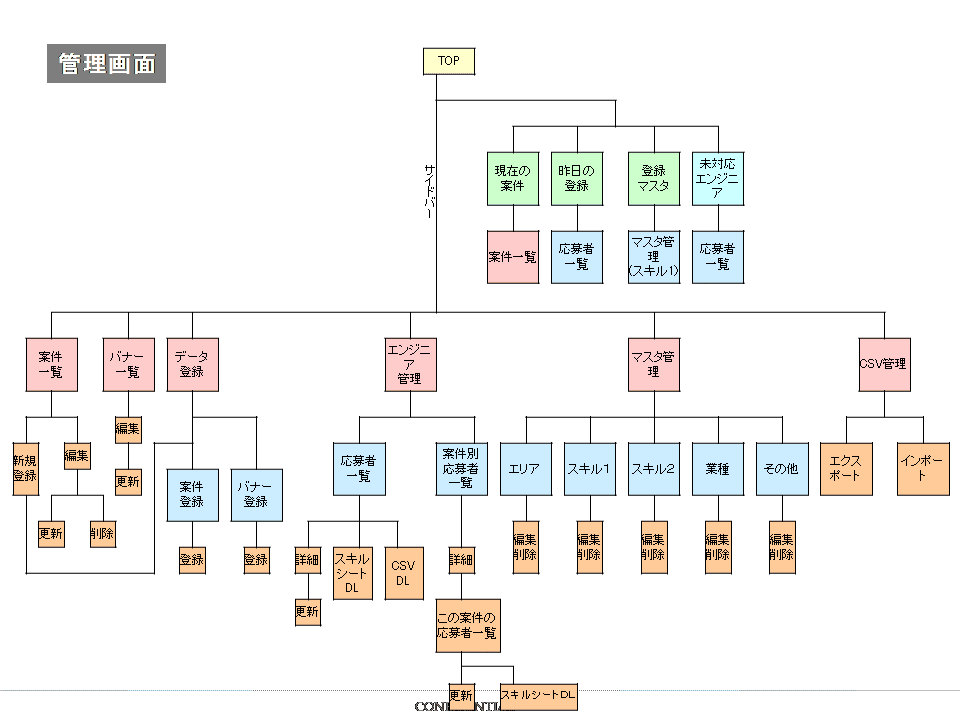 管理画面
TOP
サイドバー
現在の
案件
昨日の
登録
登録
マスタ
未対応
エンジニ
ア
案件一覧
応募者
一覧
マスタ管
理
(スキル1)
応募者
一覧
案件
一覧
バナー
一覧
データ
登録
エンジニ
ア
管理
マスタ管
理
CSV管理
新規
登録
編集
編集
更新
更新
削除
案件
登録
バナー
登録
登録
登録
応募者
一覧
案件別
応募者
一覧
エリア
スキル1
スキル2
業種
その他
エクス
ポート
インポー
ト
詳細
スキル
シート
DL
CSV
DL
更新
詳細
編集
削除
編集
削除
編集
削除
編集
削除
編集
削除
この案件の
応募者一覧
更新
スキルシートDL